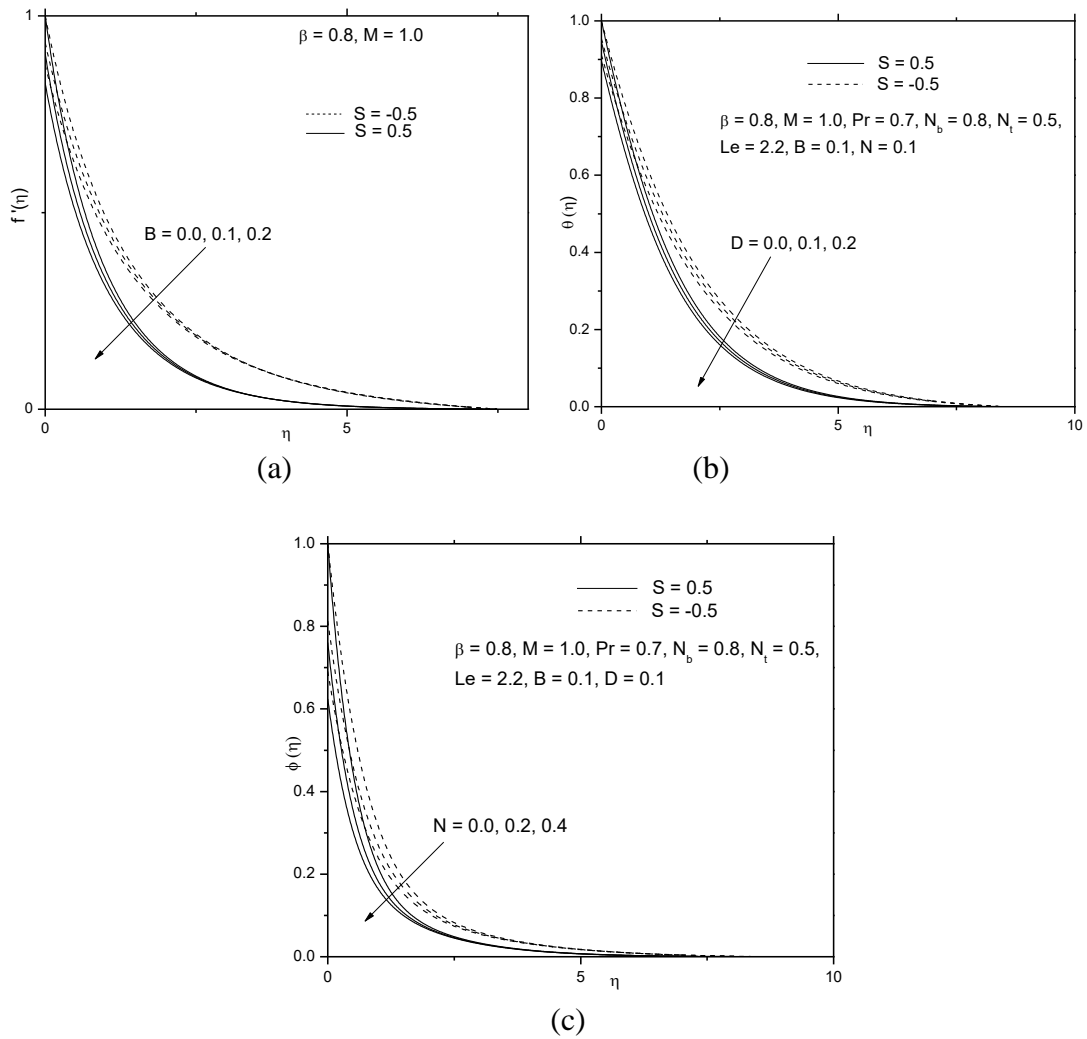 1
β = 0.8, M = 1.0
S = -0.5
S = 0.5
f '(η)
B = 0.0, 0.1, 0.2
0
0
5
η
(a)
1.0
S = 0.5
S = -0.5
0.8
β = 0.8, M = 1.0, Pr = 0.7, N_b = 0.8, N_t = 0.5,
Le = 2.2, B = 0.1, N = 0.1
0.6
θ (η)
D = 0.0, 0.1, 0.2
0.4
0.2
0.0
0
5
η
10
(b)
1.0
S = 0.5
S = -0.5
0.8
β = 0.8, M = 1.0, Pr = 0.7, N_b = 0.8, N_t = 0.5,
Le = 2.2, B = 0.1, D = 0.1
0.6
ϕ (η)
0.4
N = 0.0, 0.2, 0.4
0.2
0.0
0
5
η
10
(c)